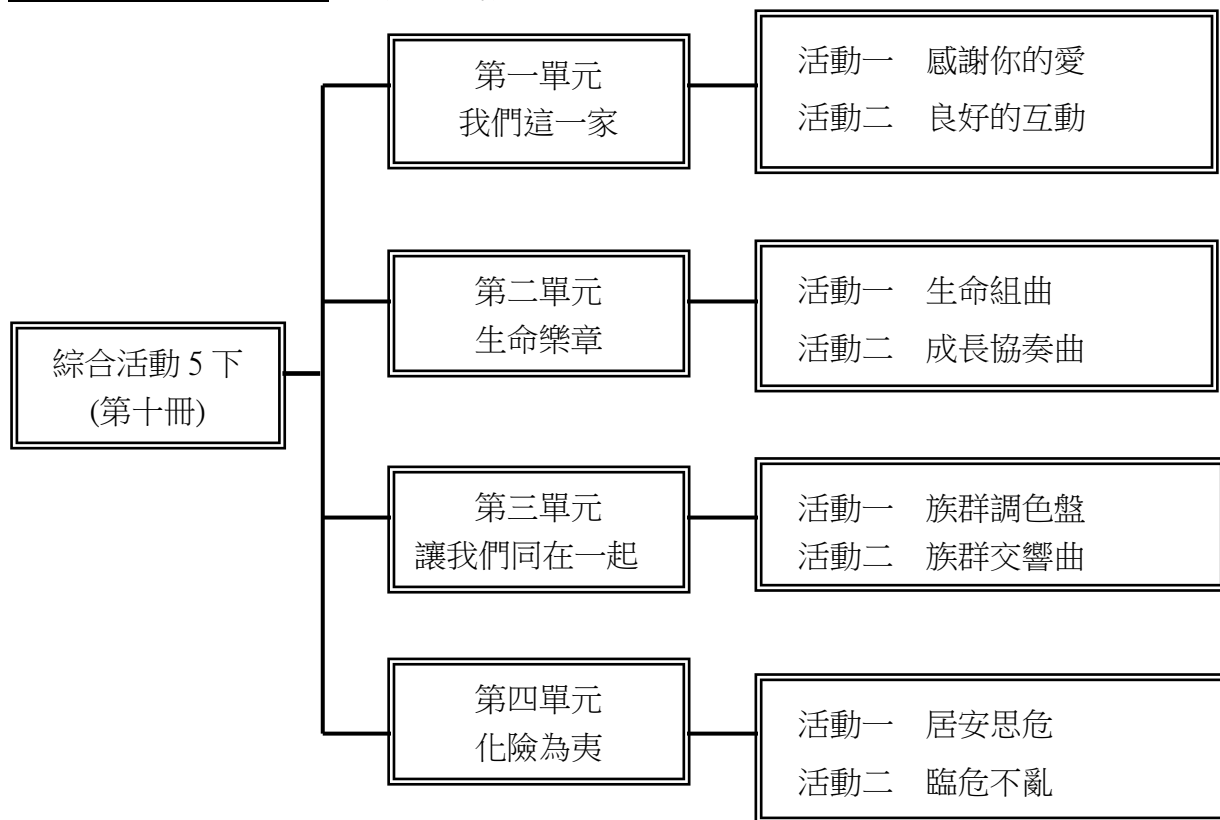 綜合活動 5 下
(第十冊)
第一單元
我們這一家
活動一　感謝你的愛
活動二　良好的互動
第二單元
生命樂章
活動一　生命組曲
活動二　成長協奏曲
第三單元
讓我們同在一起
活動一　族群調色盤
活動二　族群交響曲
第四單元
化險為夷
活動一　居安思危
活動二　臨危不亂